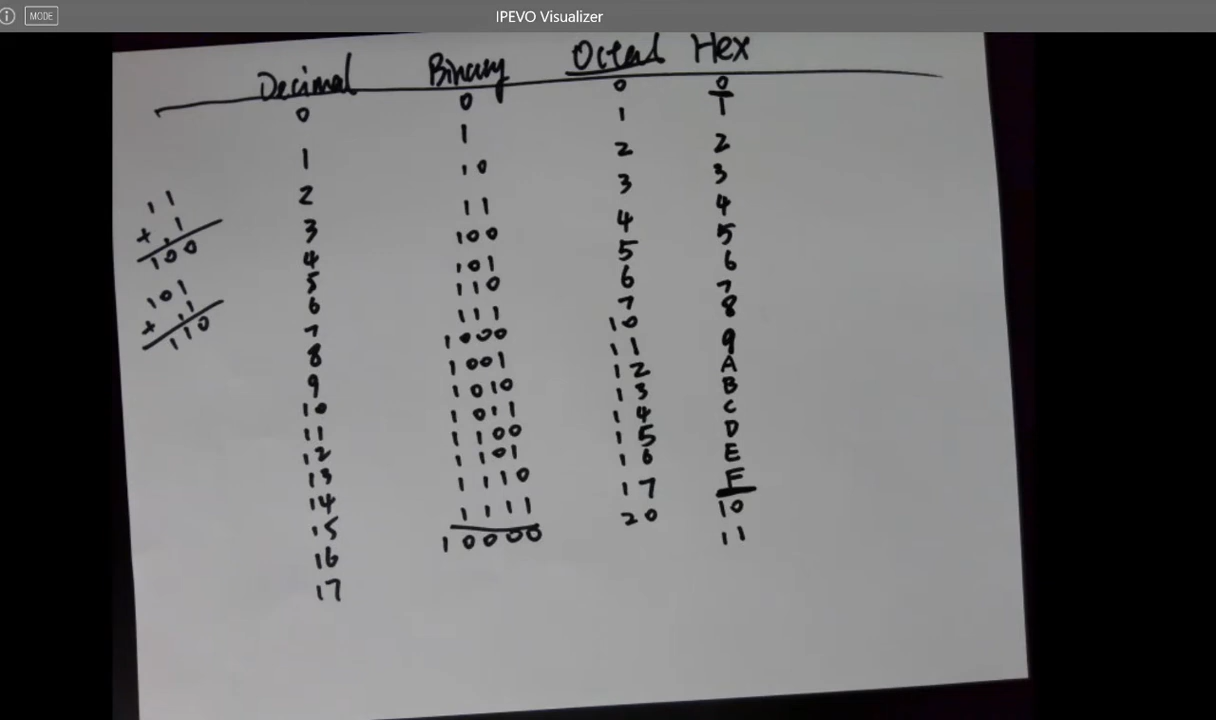 MODE
IPEVO Visualizer
Decimal Binary Octal Hex
0 0 0 0
1 1 1 1
2 10 2 2
3 11 3 3
4 100 4 4
5 101 5 5
6 110 6 6
7 111 7 7
8 1000 10 8
9 1001 11 9
10 1010 12 A
11 1011 13 B
12 1100 14 C
13 1101 15 D
14 1110 16 E
15 1111 17 F
16 10000 20 10
17 11
11
+ 1
100
101
+ 1
110